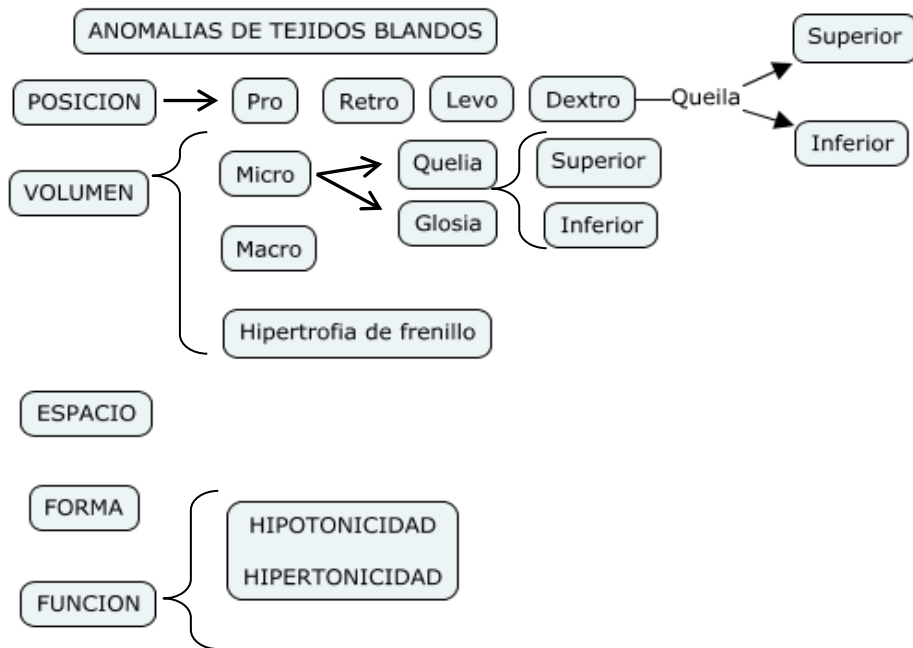 ANOMALIAS DE TEJIDOS BLANDOS
Superior
POSICION
Pro
Retro
Levo
Dextro
Queila
Inferior
VOLUMEN
Micro
Quelia
Superior
Glosia
Inferior
Macro
Hipertrofia de frenillo
ESPACIO
FORMA
FUNCION
HIPOTONICIDAD
HIPERTONICIDAD